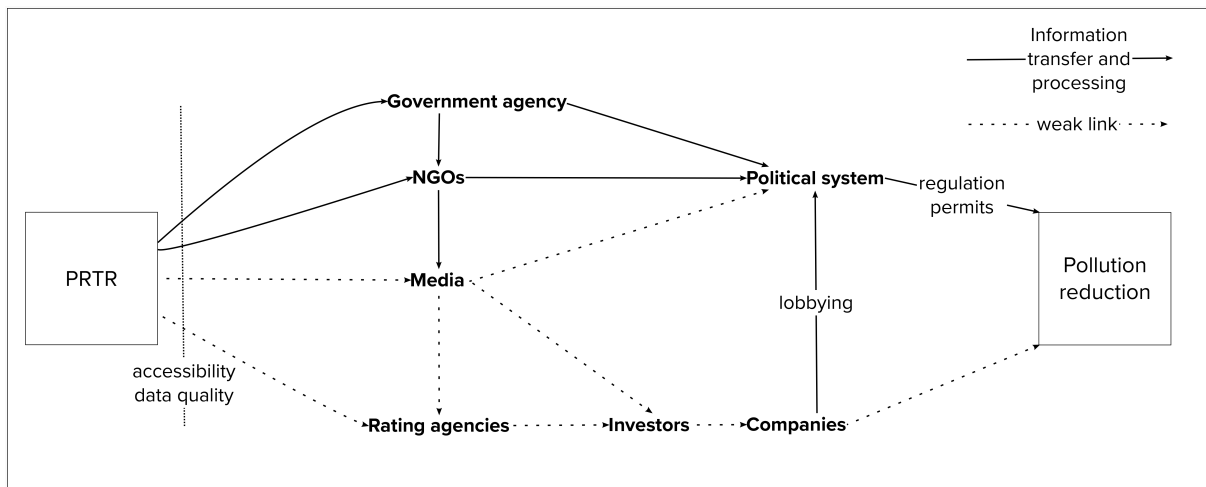 Information
transfer and
processing
weak link
Government agency
NGOs
Political system
regulation
permits
PRTR
Media
Pollution
reduction
lobbying
accessibility
data quality
Rating agencies
Investors
Companies